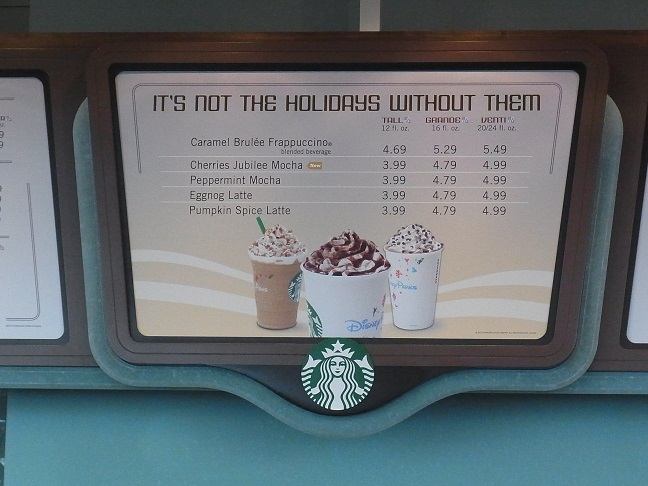 IT'S NOT THE HOLIDAYS WITHOUT THEM
TALL GRANDE VENTI
12 fl. oz. 16 fl. oz. 20/24 fl. oz.
Caramel Brulée Frappuccino® 4.69 5.29 5.49
blended beverage
Cherries Jubilee Mocha New 3.99 4.79 4.99
Peppermint Mocha 3.99 4.79 4.99
Eggnog Latte 3.99 4.79 4.99
Pumpkin Spice Latte 3.99 4.79 4.99
Disney
Parks